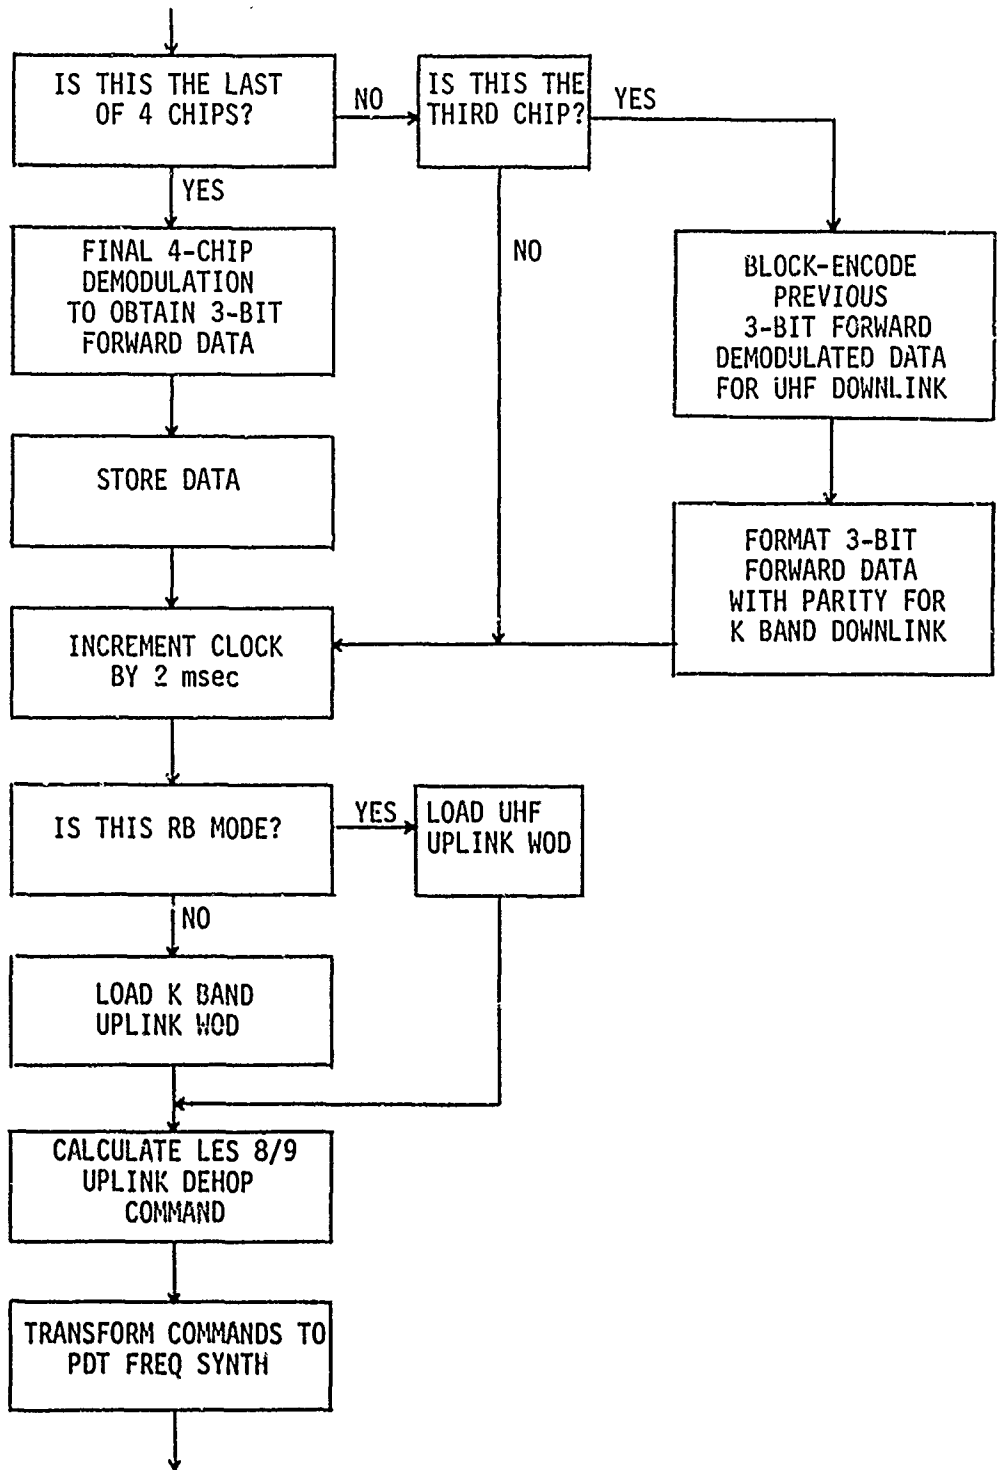 IS THIS THE LAST
OF 4 CHIPS?
NO
IS THIS THE
THIRD CHIP?
YES
YES
FINAL 4-CHIP
DEMODULATION
TO OBTAIN 3-BIT
FORWARD DATA
NO
BLOCK-ENCODE
PREVIOUS
3-BIT FORWARD
DEMODULATED DATA
FOR UHF DOWNLINK
STORE DATA
FORMAT 3-BIT
FORWARD DATA
WITH PARITY FOR
K BAND DOWNLINK
INCREMENT CLOCK
BY 2 msec
IS THIS RB MODE?
YES
LOAD UHF
UPLINK WOD
NO
LOAD K BAND
UPLINK WOD
CALCULATE LES 8/9
UPLINK DEHOP
COMMAND
TRANSFORM COMMANDS TO
PDT FREQ SYNTH